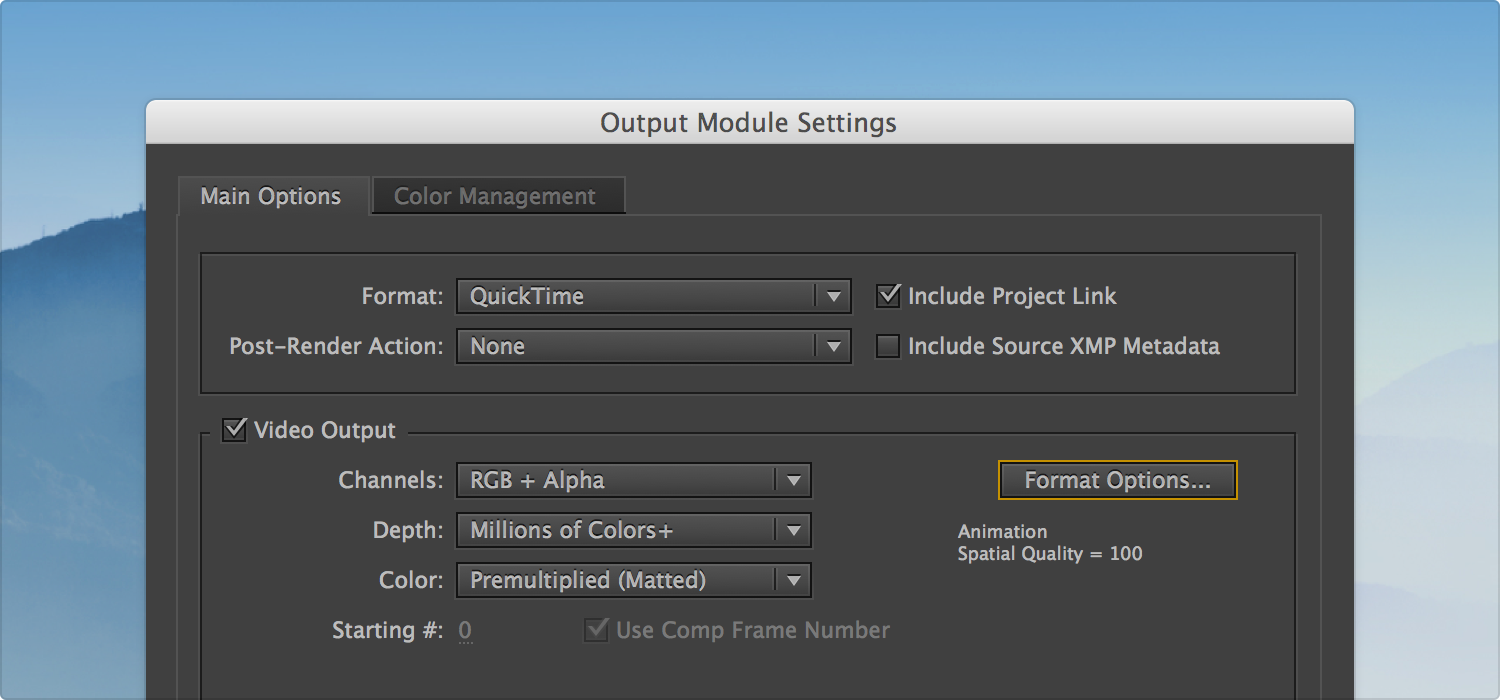 Output Module Settings
Main Options
Color Management
Format: QuickTime
Include Project Link
Post-Render Action: None
Include Source XMP Metadata
Video Output
Channels: RGB + Alpha
Format Options...
Depth: Millions of Colors+
Animation
Spatial Quality = 100
Color: Premultiplied (Matted)
Starting #: 0
Use Comp Frame Number